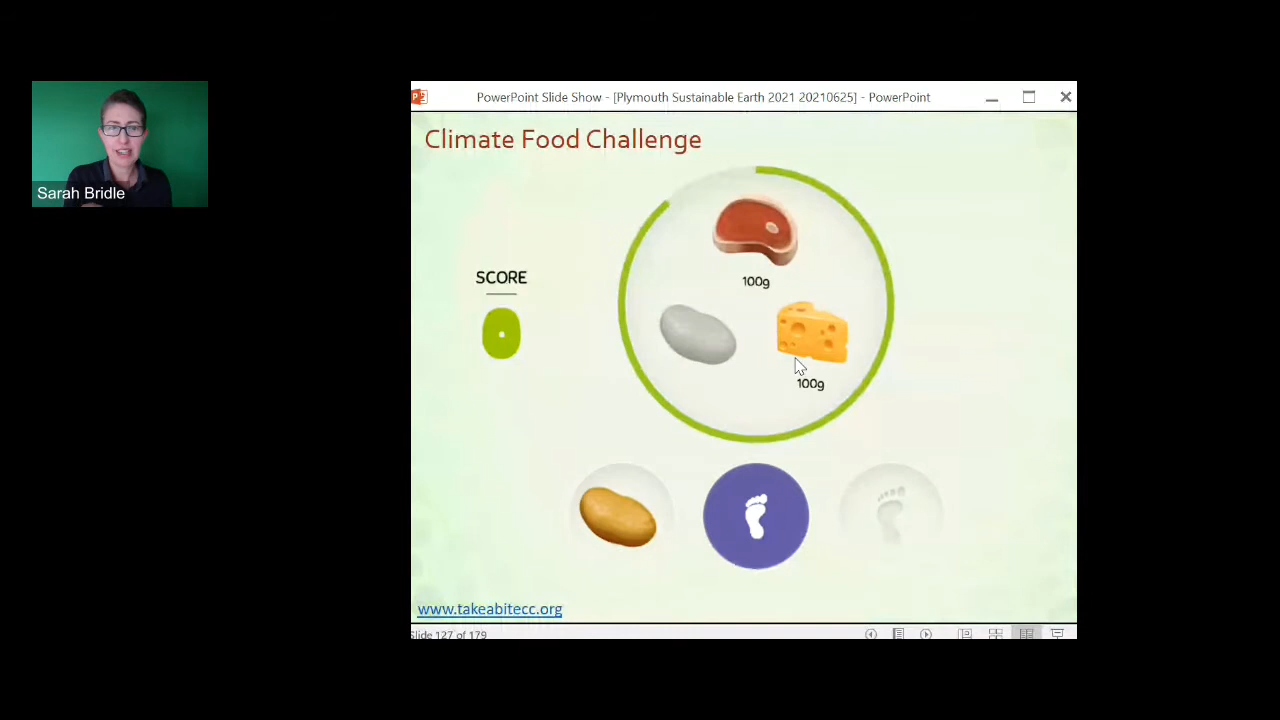 PowerPoint Slide Show - [Plymouth Sustainable Earth 2021 20210625] - PowerPoint
Climate Food Challenge
Sarah Bridle
SCORE
100g
100g
www.takeabitecc.org
Slide 127 of 179